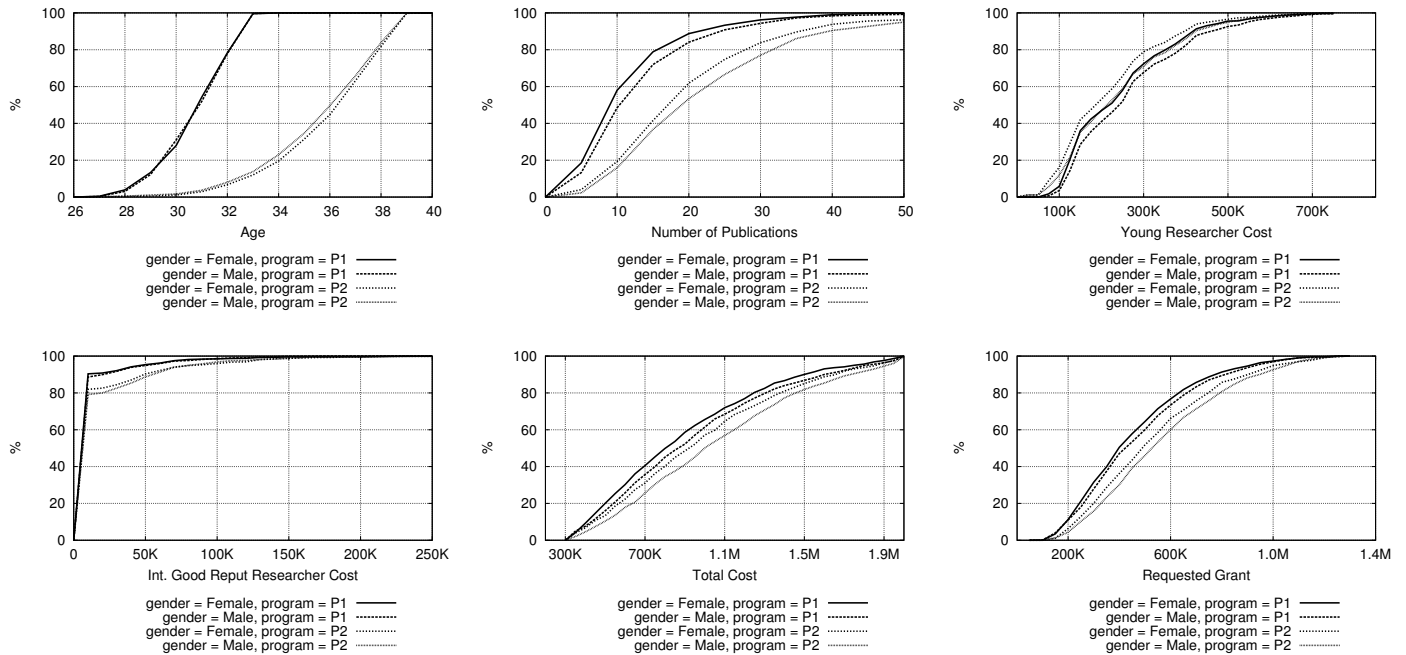 100
80
60
40
20
0
%
26 28 30 32 34 36 38 40
Age
gender = Female, program = P1
gender = Male, program = P1
gender = Female, program = P2
gender = Male, program = P2
100
80
60
40
20
0
%
0 10 20 30 40 50
Number of Publications
gender = Female, program = P1
gender = Male, program = P1
gender = Female, program = P2
gender = Male, program = P2
100
80
60
40
20
0
%
100K 300K 500K 700K
Young Researcher Cost
gender = Female, program = P1
gender = Male, program = P1
gender = Female, program = P2
gender = Male, program = P2
100
80
60
40
20
0
%
0 50K 100K 150K 200K 250K
Int. Good Reput Researcher Cost
gender = Female, program = P1
gender = Male, program = P1
gender = Female, program = P2
gender = Male, program = P2
100
80
60
40
20
0
%
300K 700K 1.1M 1.5M 1.9M
Total Cost
gender = Female, program = P1
gender = Male, program = P1
gender = Female, program = P2
gender = Male, program = P2
100
80
60
40
20
0
%
200K 600K 1.0M 1.4M
Requested Grant
gender = Female, program = P1
gender = Male, program = P1
gender = Female, program = P2
gender = Male, program = P2